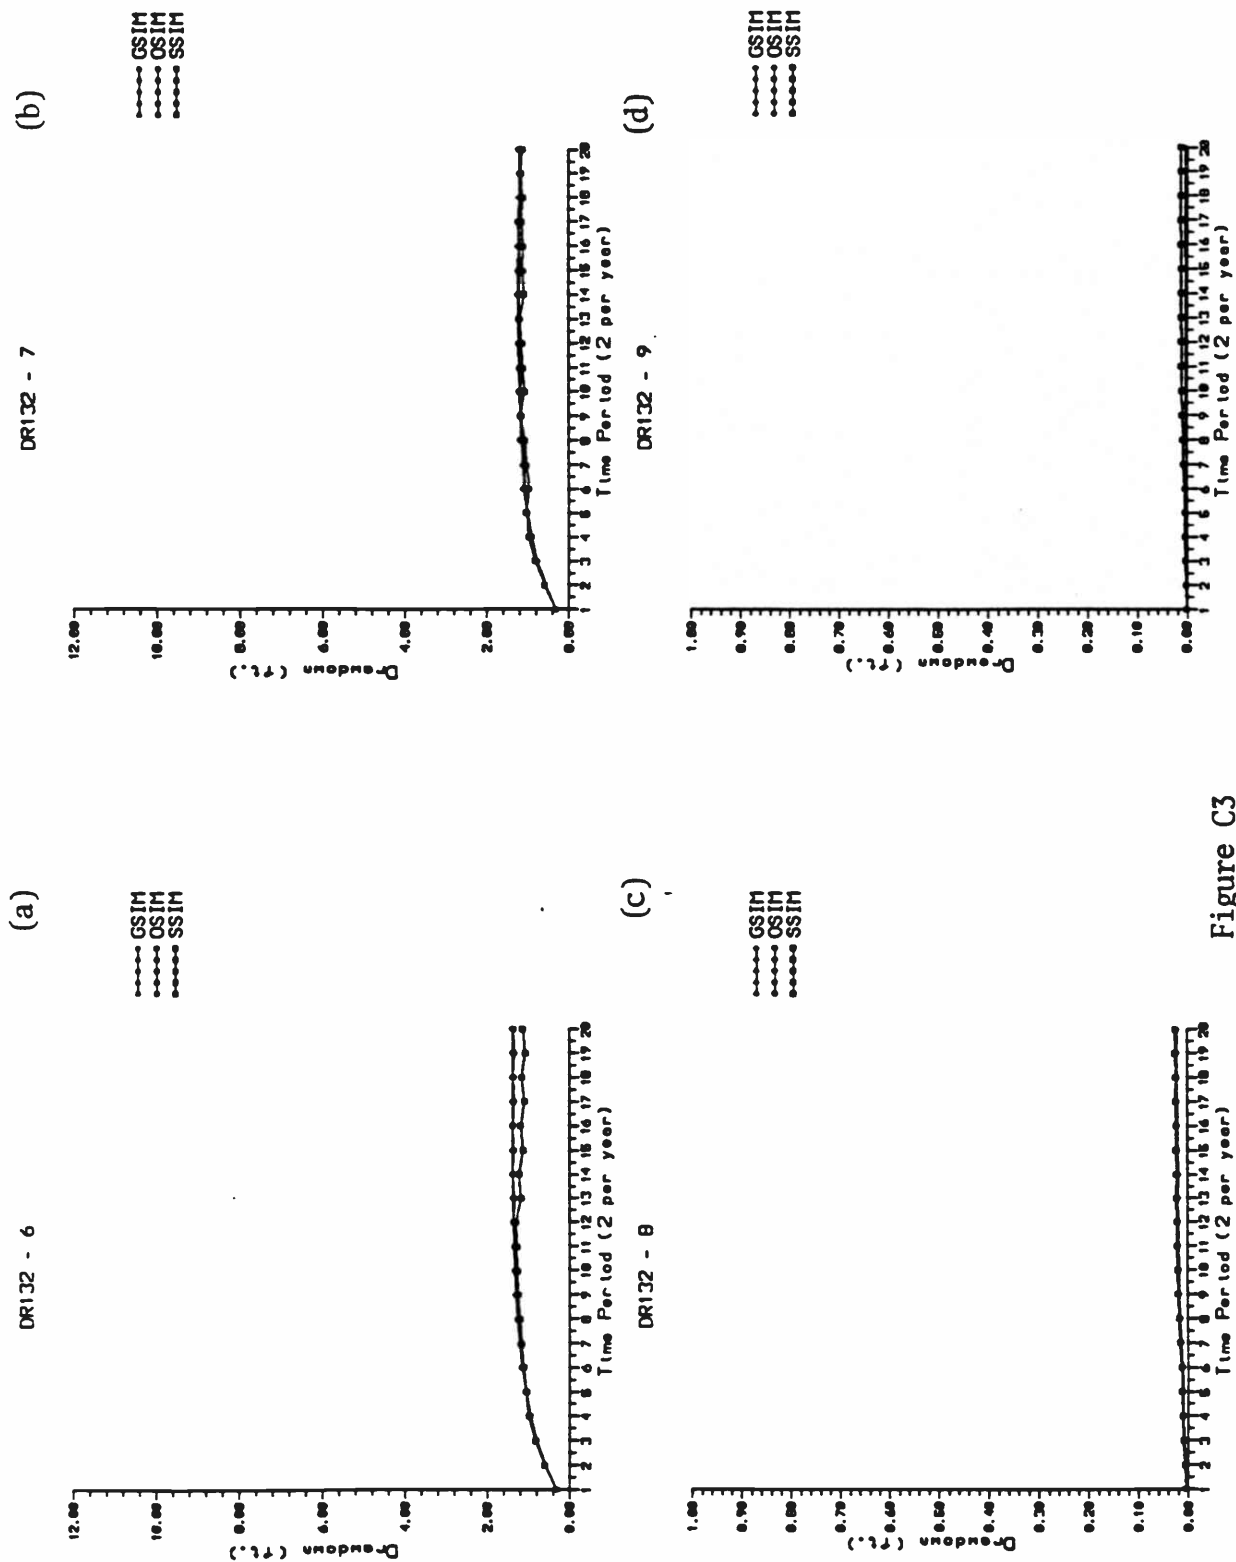 (a)
DR132 - 6
GSIM
OSIM
SSIM
12.00
10.00
8.00
6.00
4.00
2.00
0.00
Drawdown (ft.)
1 2 3 4 5 6 7 8 9 10 11 12 13 14 15 16 17 18 19 20
Time Period (2 per year)
(b)
DR132 - 7
GSIM
OSIM
SSIM
12.00
10.00
8.00
6.00
4.00
2.00
0.00
Drawdown (ft.)
1 2 3 4 5 6 7 8 9 10 11 12 13 14 15 16 17 18 19 20
Time Period (2 per year)
(c)
DR132 - 8
GSIM
OSIM
SSIM
1.00
0.90
0.80
0.70
0.60
0.50
0.40
0.30
0.20
0.10
0.00
Drawdown (ft.)
1 2 3 4 5 6 7 8 9 10 11 12 13 14 15 16 17 18 19 20
Time Period (2 per year)
(d)
DR132 - 9
GSIM
OSIM
SSIM
1.00
0.90
0.80
0.70
0.60
0.50
0.40
0.30
0.20
0.10
0.00
Drawdown (ft.)
1 2 3 4 5 6 7 8 9 10 11 12 13 14 15 16 17 18 19 20
Time Period (2 per year)
Figure C3